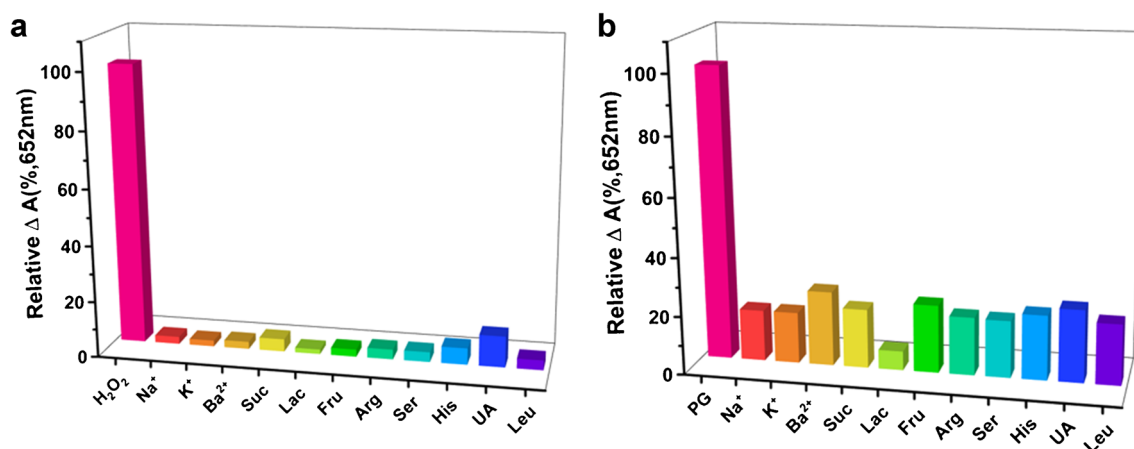 a
Relative Δ A(%,652nm)
100
80
60
40
20
0
H₂O₂
Na⁺
K⁺
Ba²⁺
Suc
Lac
Fru
Arg
Ser
His
UA
Leu
b
Relative Δ A(%,652nm)
100
80
60
40
20
0
PG
Na⁺
K⁺
Ba²⁺
Suc
Lac
Fru
Arg
Ser
His
UA
Leu